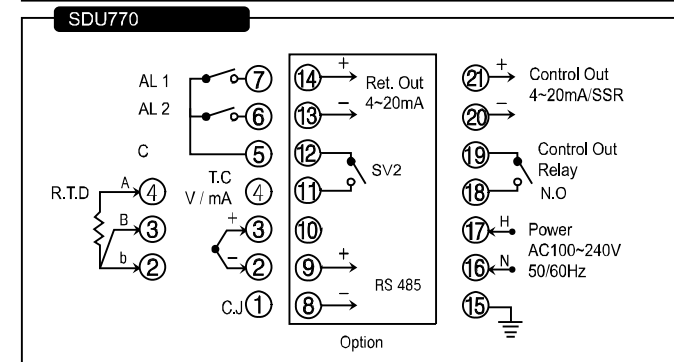 SDU770
AL 1 7 14 + Ret. Out 21 + Control Out
4~20mA 4~20mA/SSR
AL 2 6 13 − 20 −
C 5 12 SV2 19 Control Out
Relay
R.T.D A 4 T.C 4 11 18 N.O
V / mA
B 3 + 3 10 17 H Power
AC100~240V
b 2 − 2 9 + 16 N 50/60Hz
RS 485
C.J 1 8 − 15
Option